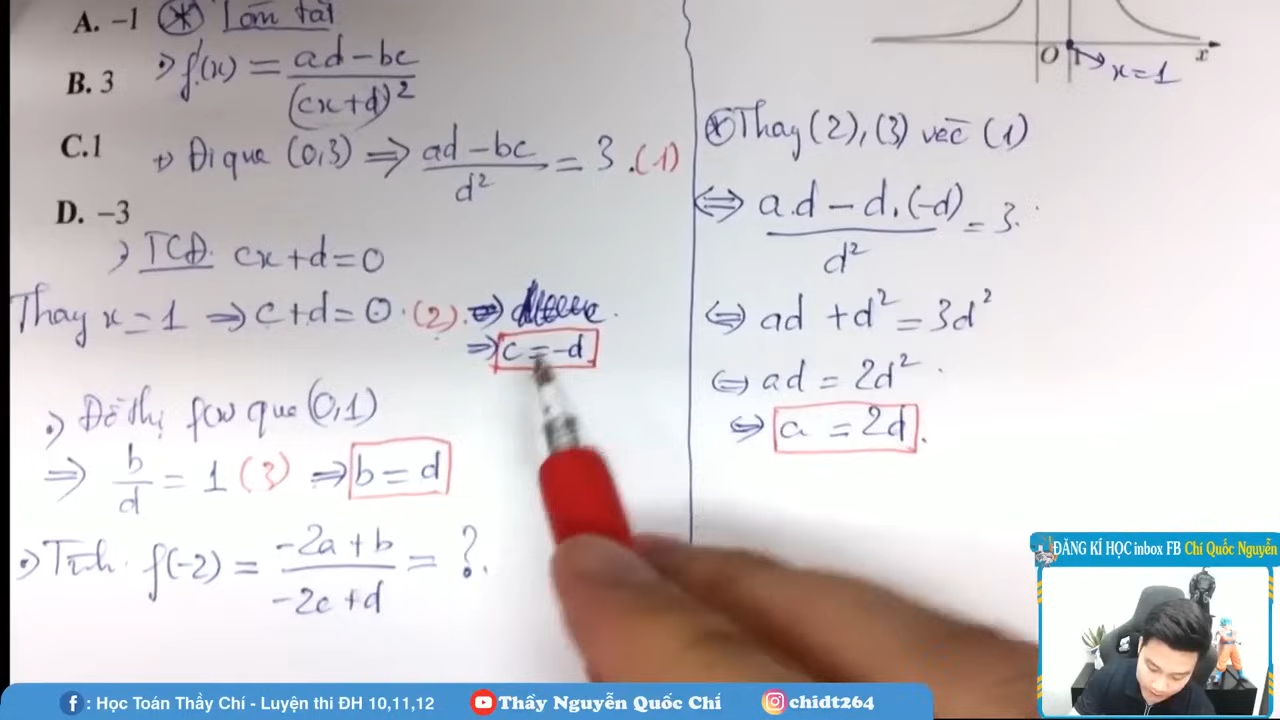 A. −1 (*) Làm tài
B. 3 •) f'(x) = (ad − bc)/(cx+d)²
C. 1 +) Đi qua (0,3) ⇒ (ad − bc)/d² = 3. (1)
D. −3
•) TCĐ: cx + d = 0
Thay x = 1 ⇒ c + d = 0. (2). ⇒
⇒ c = −d
•) Đồ thị f(x) qua (0,1)
⇒ b/d = 1 (3) ⇒ b = d
•) Tính. f(−2) = (−2a + b)/(−2c + d) = ?.
O x
x = 1
(*) Thay (2), (3) (1)
⇔ (a.d − d.(−d))/d² = 3.
⇔ ad + d² = 3d²
⇔ ad = 2d².
⇔ a = 2d.
ĐĂNG KÍ HỌC inbox FB Chí Quốc Nguyễn
f : Học Toán Thầy Chí - Luyện thi ĐH 10,11,12
Thầy Nguyễn Quốc Chí
chidt264